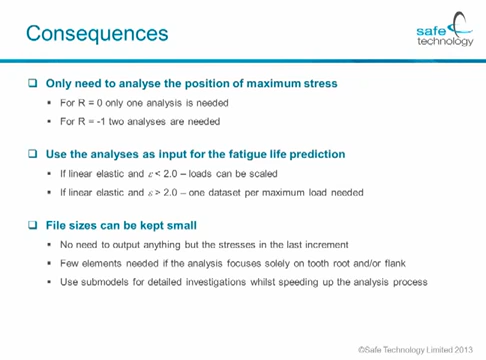 Consequences
safe
technology
❑ Only need to analyse the position of maximum stress
▪ For R = 0 only one analysis is needed
▪ For R = -1 two analyses are needed
❑ Use the analyses as input for the fatigue life prediction
▪ If linear elastic and ε < 2.0 – loads can be scaled
▪ If linear elastic and ε > 2.0 – one dataset per maximum load needed
❑ File sizes can be kept small
▪ No need to output anything but the stresses in the last increment
▪ Few elements needed if the analysis focuses solely on tooth root and/or flank
▪ Use submodels for detailed investigations whilst speeding up the analysis process
©Safe Technology Limited 2013